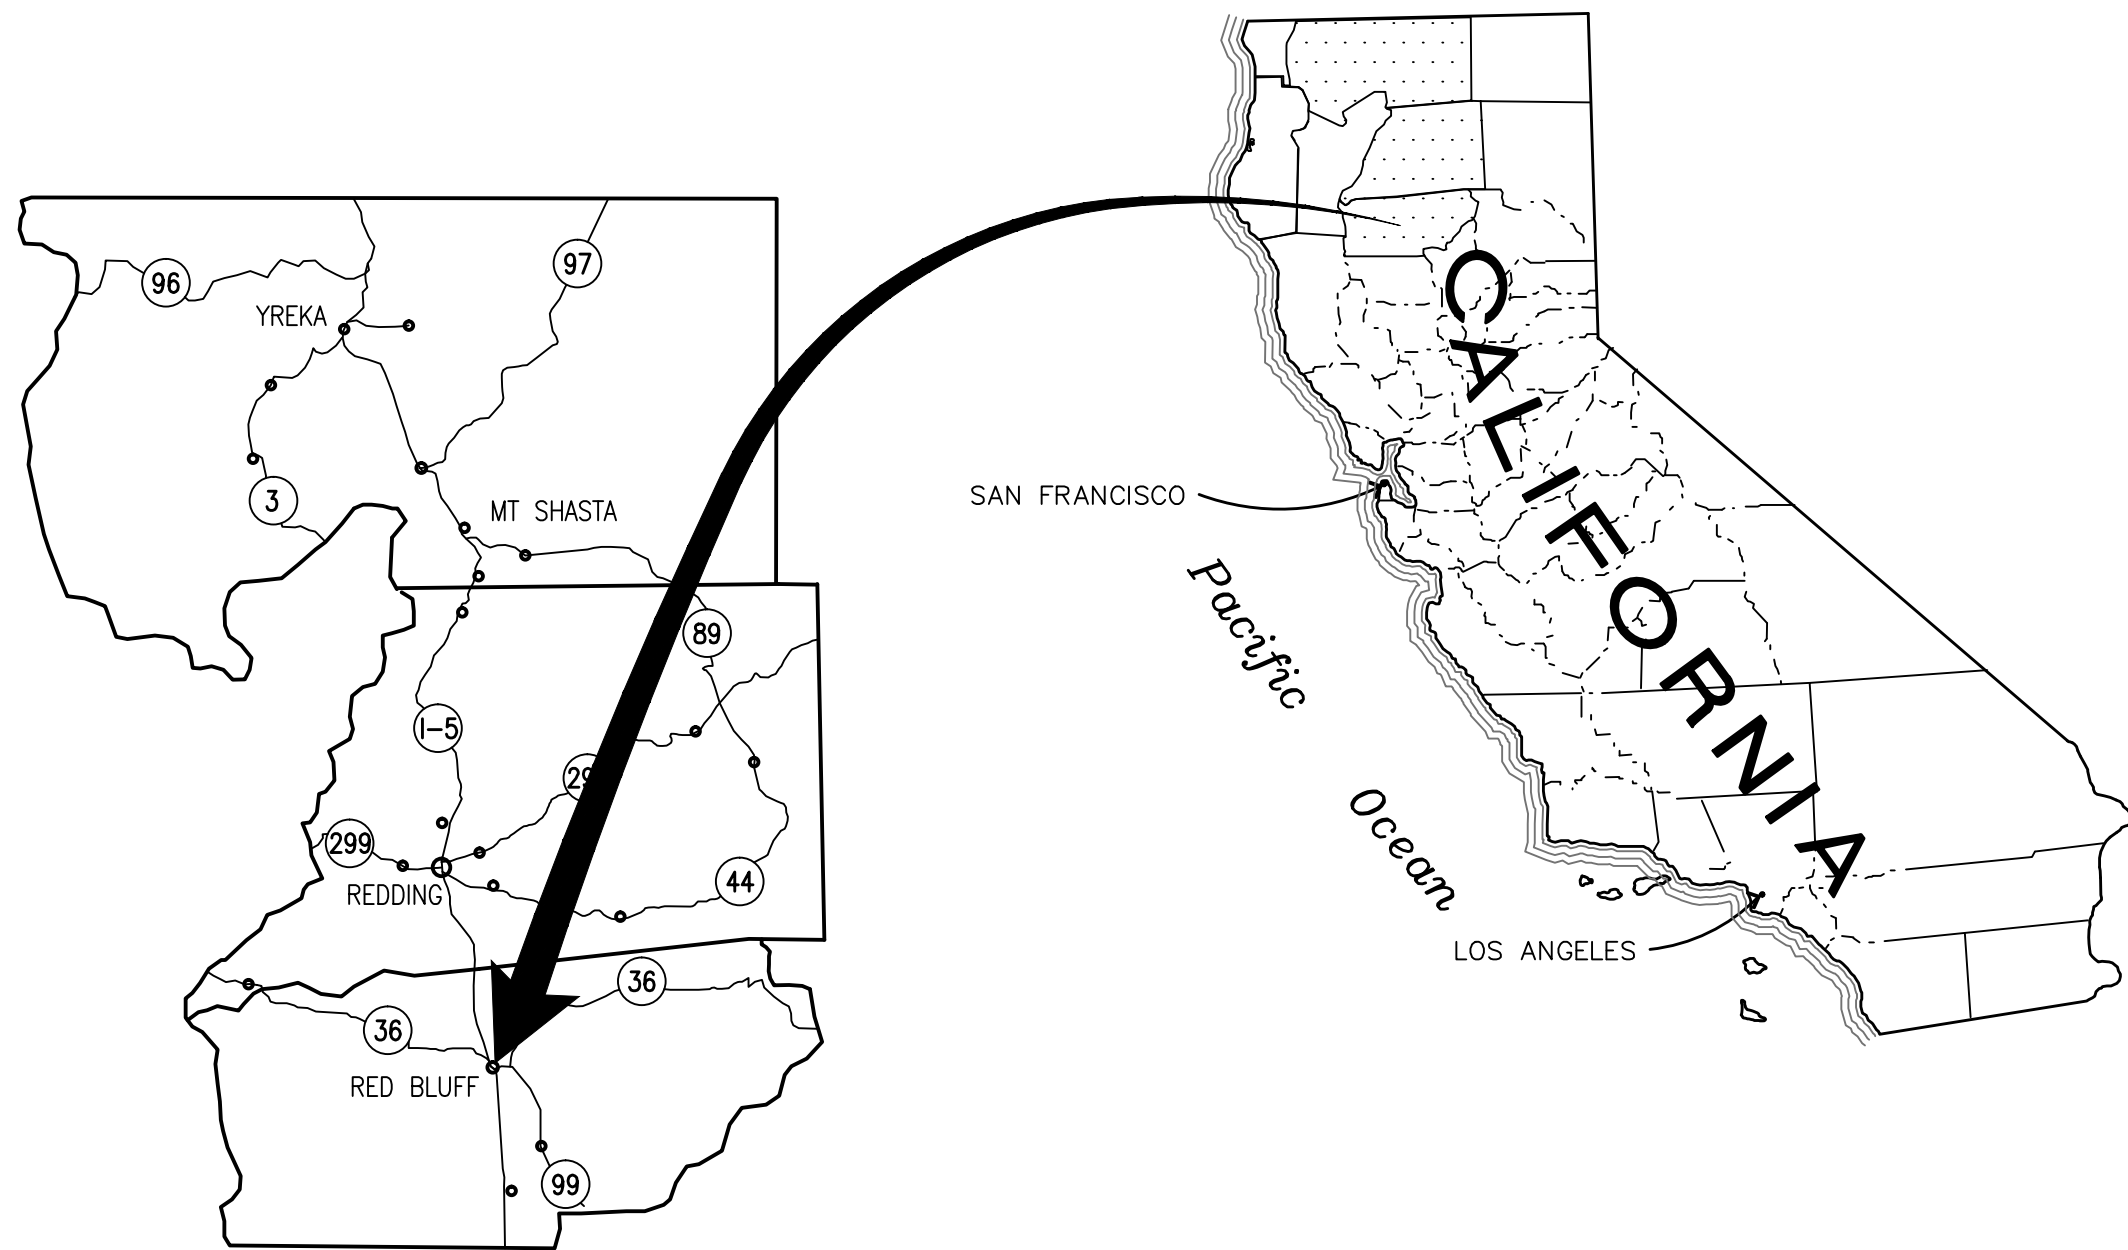 96
97
YREKA
3
MT SHASTA
89
I-5
29
299
REDDING
44
36
36
RED BLUFF
99
CALIFORNIA
SAN FRANCISCO
Pacific
Ocean
LOS ANGELES